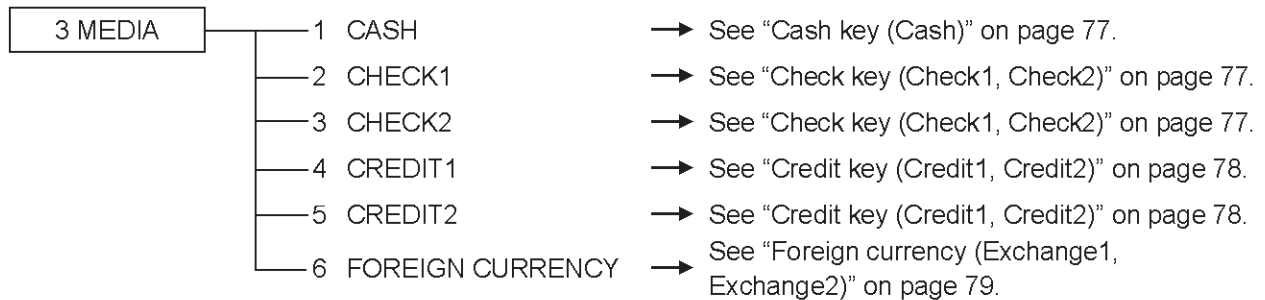 3 MEDIA
1 CASH → See “Cash key (Cash)” on page 77.
2 CHECK1 → See “Check key (Check1, Check2)” on page 77.
3 CHECK2 → See “Check key (Check1, Check2)” on page 77.
4 CREDIT1 → See “Credit key (Credit1, Credit2)” on page 78.
5 CREDIT2 → See “Credit key (Credit1, Credit2)” on page 78.
6 FOREIGN CURRENCY → See “Foreign currency (Exchange1,
Exchange2)” on page 79.